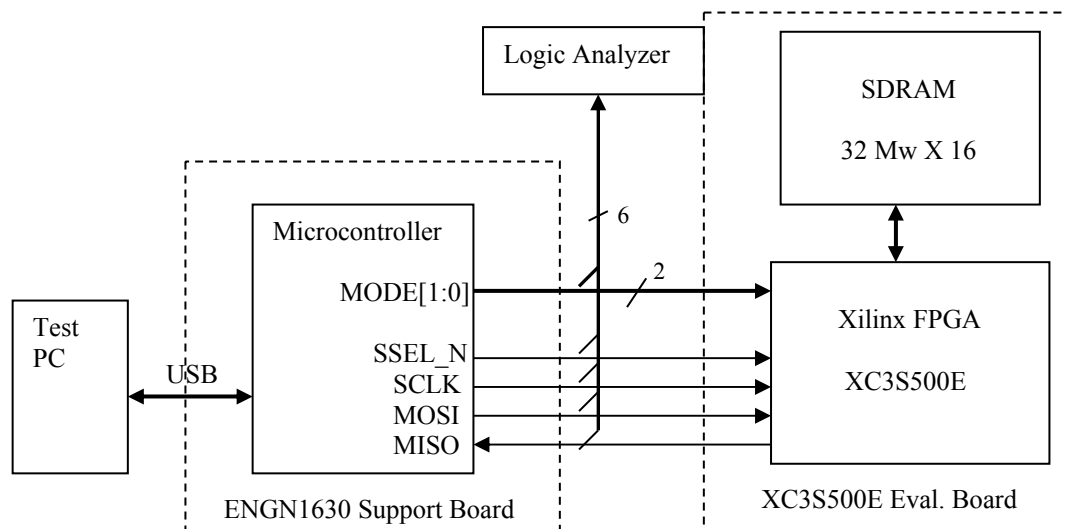 Logic Analyzer
SDRAM
32 Mw X 16
6
Microcontroller
2
MODE[1:0]
Xilinx FPGA
Test
PC
SSEL_N
XC3S500E
USB
SCLK
MOSI
MISO
ENGN1630 Support Board
XC3S500E Eval. Board